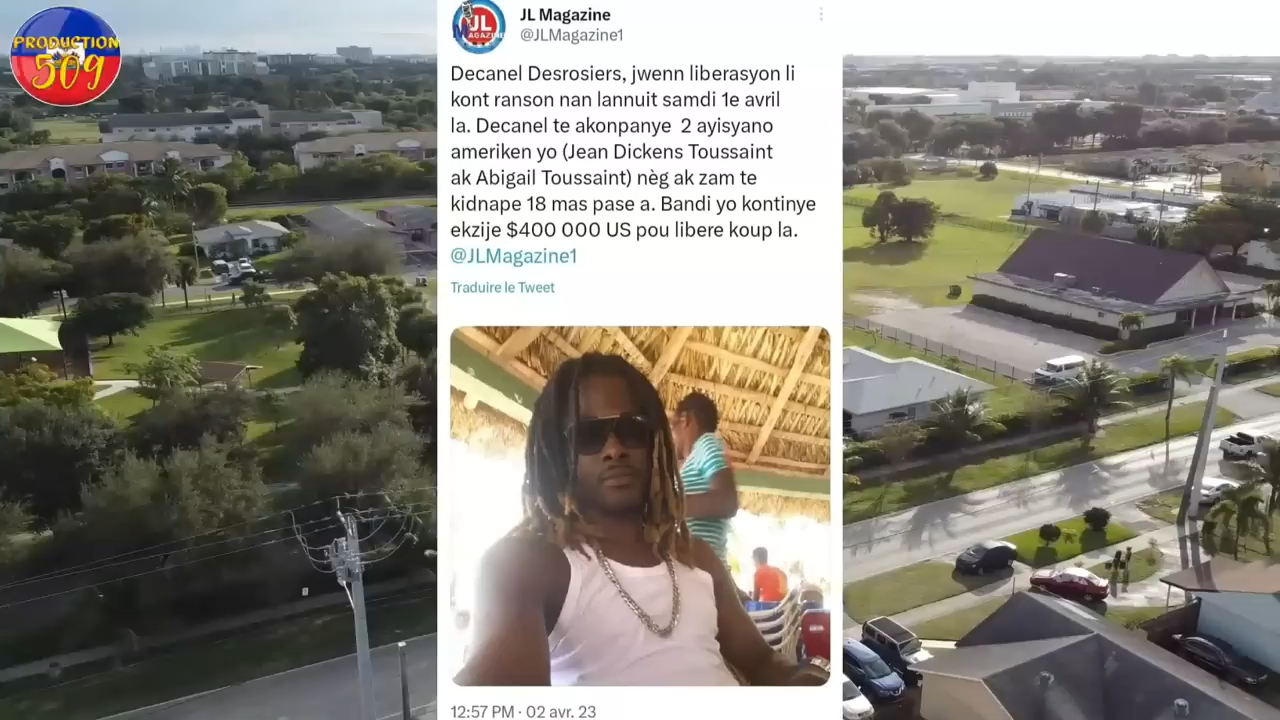 PRODUCTION
509
JL
MAGAZINE
JL Magazine
@JLMagazine1
Decanel Desrosiers, jwenn liberasyon li
kont ranson nan lannuit samdi 1e avril
la. Decanel te akonpanye 2 ayisyano
ameriken yo (Jean Dickens Toussaint
ak Abigail Toussaint) nèg ak zam te
kidnape 18 mas pase a. Bandi yo kontinye
ekzije $400 000 US pou libere koup la.
@JLMagazine1
Traduire le Tweet
12:57 PM · 02 avr. 23